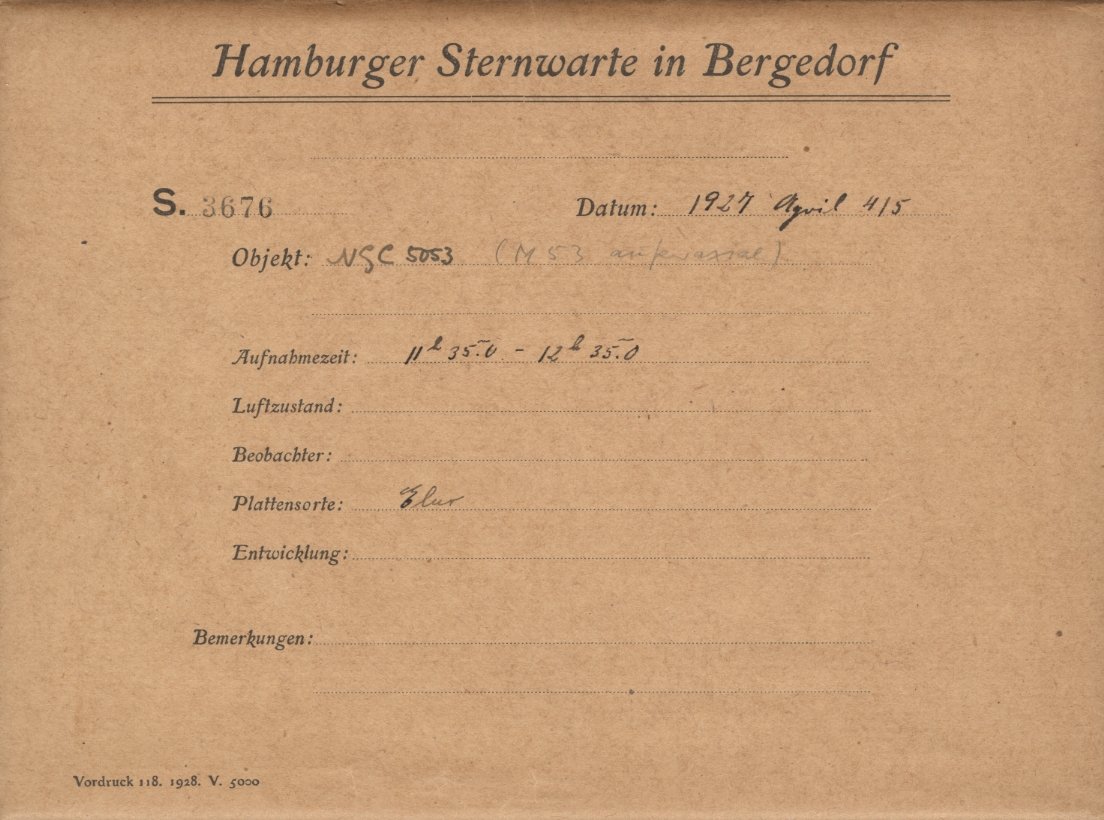 Hamburger Sternwarte in Bergedorf
S. 3676 Datum: 1927 April 4/5
Objekt: NGC 5053 (M 53 außeraxial)
Aufnahmezeit: 11h 35.0 - 12h 35.0
Luftzustand:
Beobachter:
Plattensorte:
Entwicklung:
Bemerkungen:
Vordruck 118. 1928. V. 5000